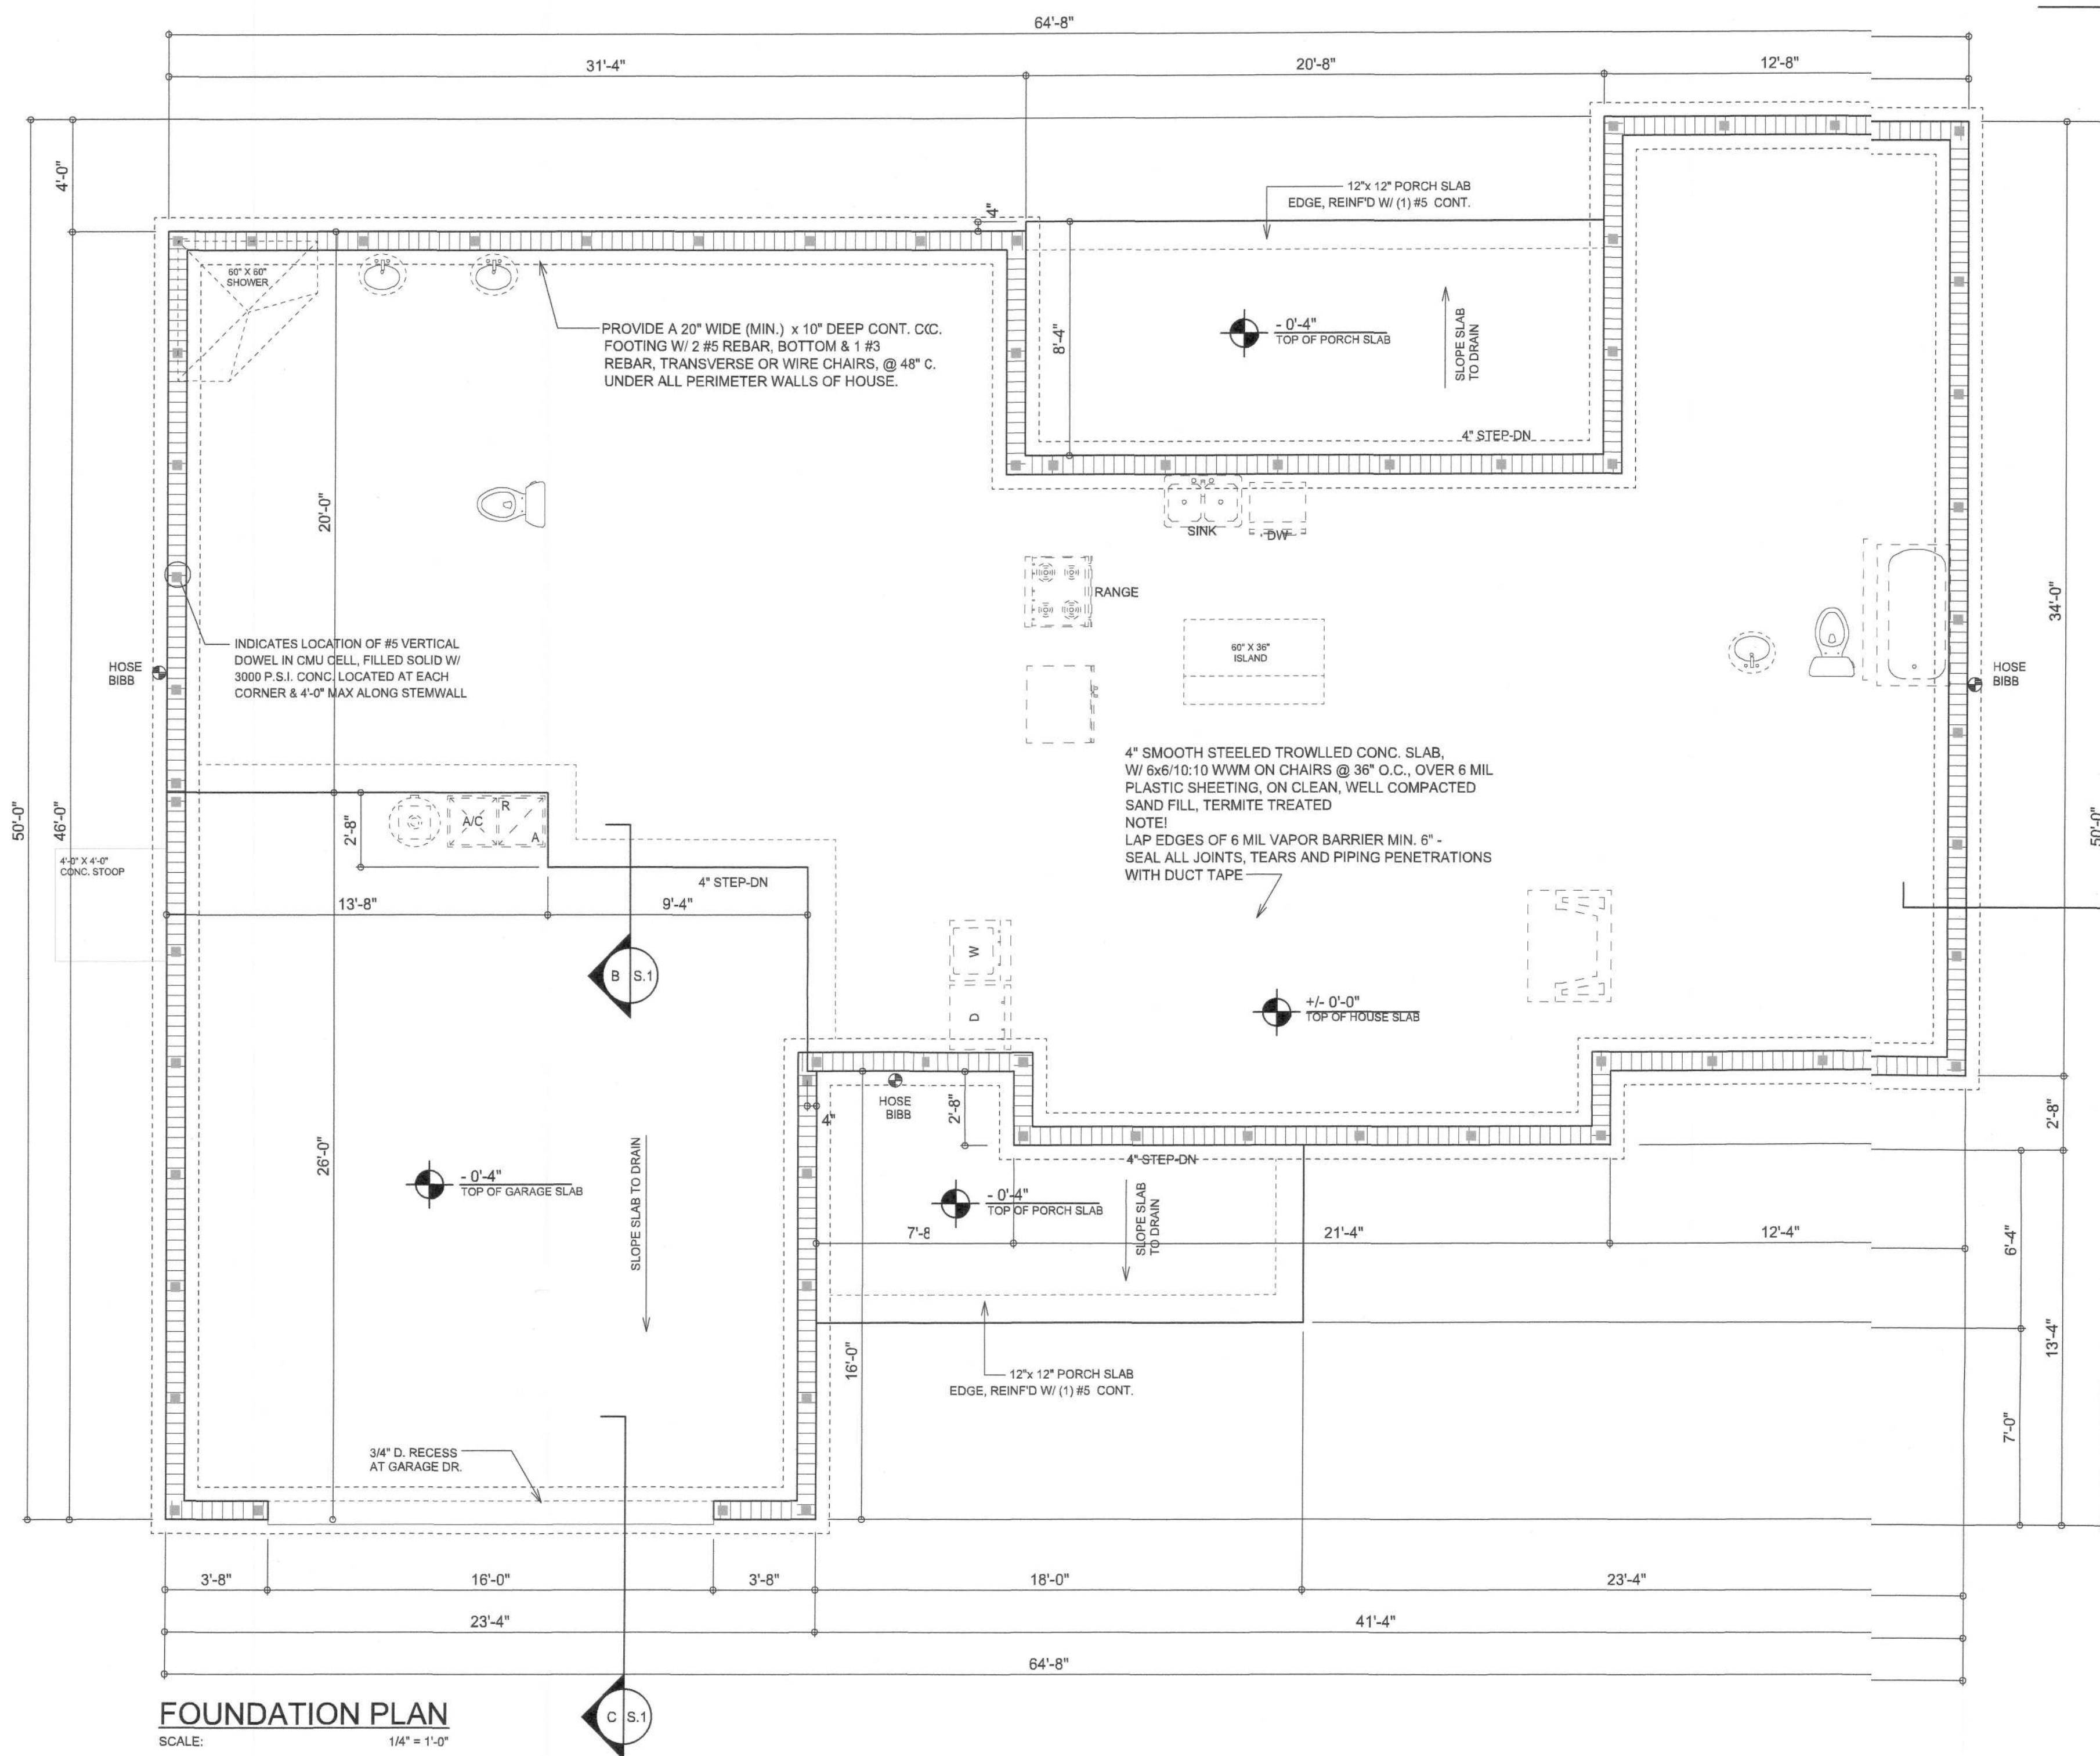 64'-8"
31'-4"
20'-8"
12'-8"
4'-0"
4"
12"x 12" PORCH SLAB
EDGE, REINF'D W/ (1) #5 CONT.
60" X 60"
SHOWER
PROVIDE A 20" WIDE (MIN.) x 10" DEEP CONT.
FOOTING W/ 2 #5 REBAR, BOTTOM & 1 #3
REBAR, TRANSVERSE OR WIRE CHAIRS, @ 48"
UNDER ALL PERIMETER WALLS OF HOUSE.
8'-4"
- 0'-4"
TOP OF PORCH SLAB
SLOPE SLAB
TO DRAIN
4" STEP-DN
20'-0"
SINK
DW
RANGE
60" X 36"
ISLAND
34'-0"
INDICATES LOCATION OF #5 VERTICAL
DOWEL IN CMU CELL, FILLED SOLID W/
3000 P.S.I. CONC. LOCATED AT EACH
CORNER & 4'-0" MAX ALONG STEMWALL
HOSE
BIBB
HOSE
BIBB
4" SMOOTH STEELED TROWLLED CONC. SLAB,
W/ 6x6/10:10 WWM ON CHAIRS @ 36" O.C., OVER 6 MIL
PLASTIC SHEETING, ON CLEAN, WELL COMPACTED
SAND FILL, TERMITE TREATED
NOTE!
LAP EDGES OF 6 MIL VAPOR BARRIER MIN. 6" -
SEAL ALL JOINTS, TEARS AND PIPING PENETRATIONS
WITH DUCT TAPE
50'-0"
46'-0"
50'-0"
2'-8"
A/C
R
A
4'-0" X 4'-0"
CONC. STOOP
4" STEP-DN
13'-8"
9'-4"
B S.1
W
D
+/- 0'-0"
TOP OF HOUSE SLAB
HOSE
BIBB
4"
2'-8"
2'-8"
26'-0"
- 0'-4"
TOP OF GARAGE SLAB
SLOPE SLAB TO DRAIN
4" STEP-DN
- 0'-4"
TOP OF PORCH SLAB
SLOPE SLAB
TO DRAIN
7'-8
21'-4"
12'-4"
6'-4"
13'-4"
16'-0"
12"x 12" PORCH SLAB
EDGE, REINF'D W/ (1) #5 CONT.
7'-0"
3/4" D. RECESS
AT GARAGE DR.
3'-8"
16'-0"
3'-8"
18'-0"
23'-4"
23'-4"
41'-4"
64'-8"
FOUNDATION PLAN
SCALE: 1/4" = 1'-0"
C S.1